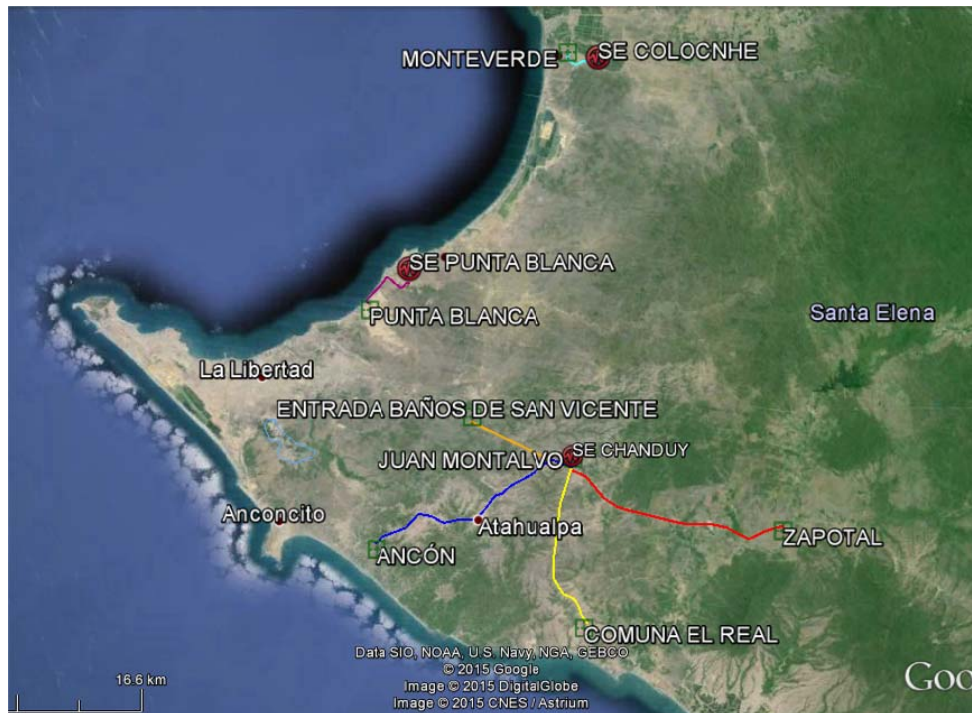 MONTEVERDE
SE COLOCNHE
SE PUNTA BLANCA
PUNTA BLANCA
Santa Elena
La Libertad
ENTRADA BAÑOS DE SAN VICENTE
JUAN MONTALVO
SE CHANDUY
Anconcito
Atahualpa
ANCÓN
ZAPOTAL
COMUNA EL REAL
Data SIO, NOAA, U.S. Navy, NGA, GEBCO
© 2015 Google
Image © 2015 DigitalGlobe
Image © 2015 CNES / Astrium
16.6 km
Goo